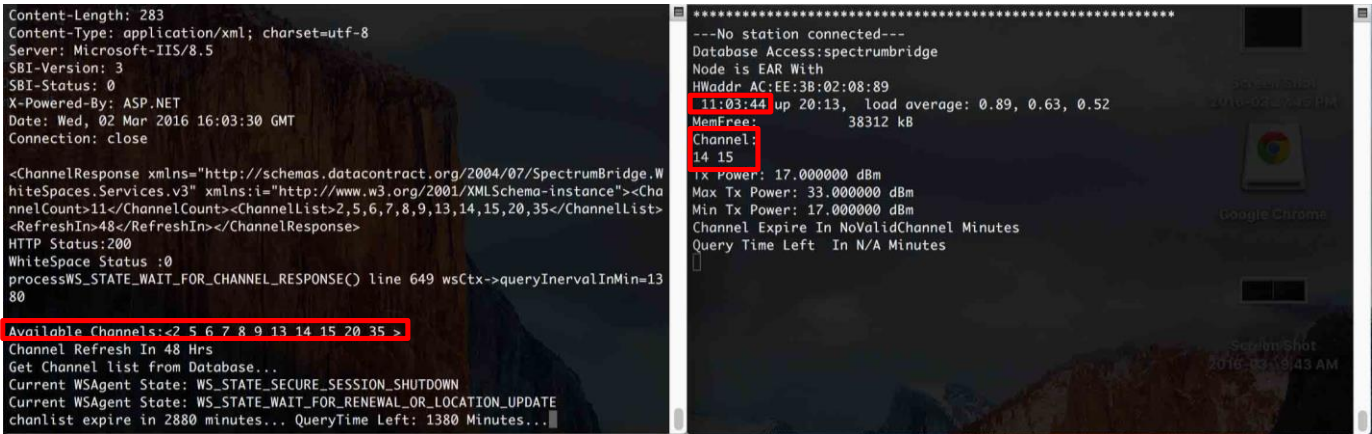 Content-Length: 283
Content-Type: application/xml; charset=utf-8
Server: Microsoft-IIS/8.5
SBI-Version: 3
SBI-Status: 0
X-Powered-By: ASP.NET
Date: Wed, 02 Mar 2016 16:03:30 GMT
Connection: close
<ChannelResponse xmlns="http://schemas.datacontract.org/2004/07/SpectrumBridge.W
hiteSpaces.Services.v3" xmlns:i="http://www.w3.org/2001/XMLSchema-instance"><Cha
nnelCount>11</ChannelCount><ChannelList>2,5,6,7,8,9,13,14,15,20,35</ChannelList>
<RefreshIn>48</RefreshIn></ChannelResponse>
HTTP Status:200
WhiteSpace Status :0
processWS_STATE_WAIT_FOR_CHANNEL_RESPONSE() line 649 wsCtx->queryInervalInMin=13
80
Available Channels:<2 5 6 7 8 9 13 14 15 20 35 >
Channel Refresh In 48 Hrs
Get Channel list from Database...
Current WSAgent State: WS_STATE_SECURE_SESSION_SHUTDOWN
Current WSAgent State: WS_STATE_WAIT_FOR_RENEWAL_OR_LOCATION_UPDATE
chanlist expire in 2880 minutes... QueryTime Left: 1380 Minutes...
************************************************************
---No station connected---
Database Access:spectrumbridge
Node is EAR With
HWaddr AC:EE:3B:02:08:89
11:03:44 up 20:13, load average: 0.89, 0.63, 0.52
MemFree: 38312 kB
Channel:
14 15
Tx Power: 17.000000 dBm
Max Tx Power: 33.000000 dBm
Min Tx Power: 17.000000 dBm
Channel Expire In NoValidChannel Minutes
Query Time Left In N/A Minutes
Google Chrome
Screen Shot